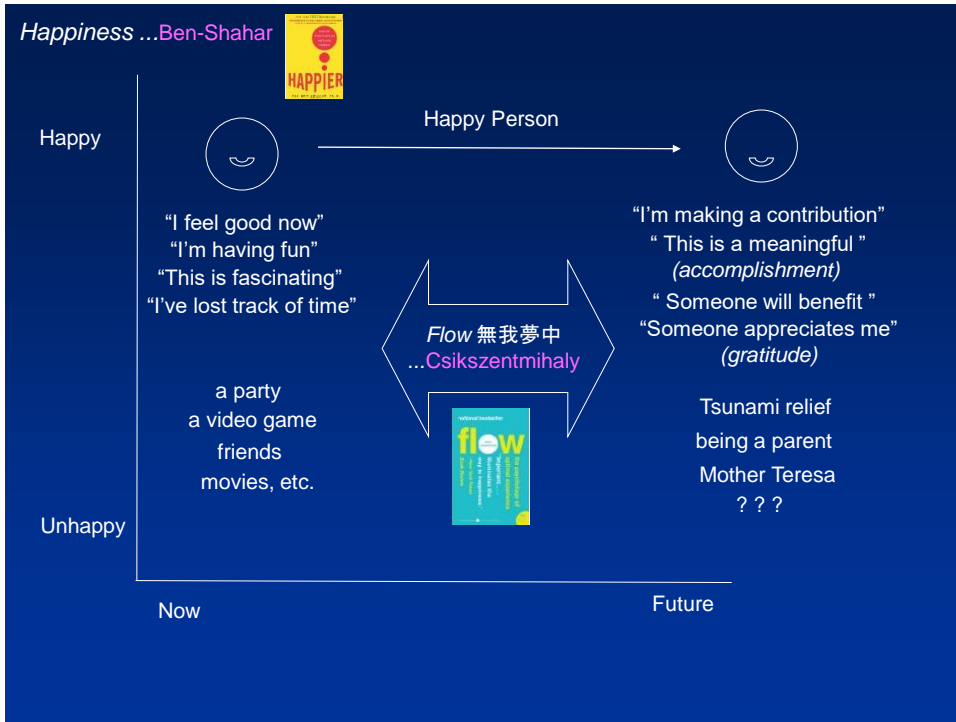 Happiness ...Ben-Shahar
HAPPIER
Happy
Happy Person
“I feel good now”
“I’m having fun”
“This is fascinating”
“I’ve lost track of time”
“I’m making a contribution”
“ This is a meaningful ”
(accomplishment)
“ Someone will benefit ”
“Someone appreciates me”
(gratitude)
Flow 無我夢中
...Csikszentmihaly
national bestseller
flow
a party
a video game
friends
movies, etc.
Tsunami relief
being a parent
Mother Teresa
? ? ?
Unhappy
Now
Future